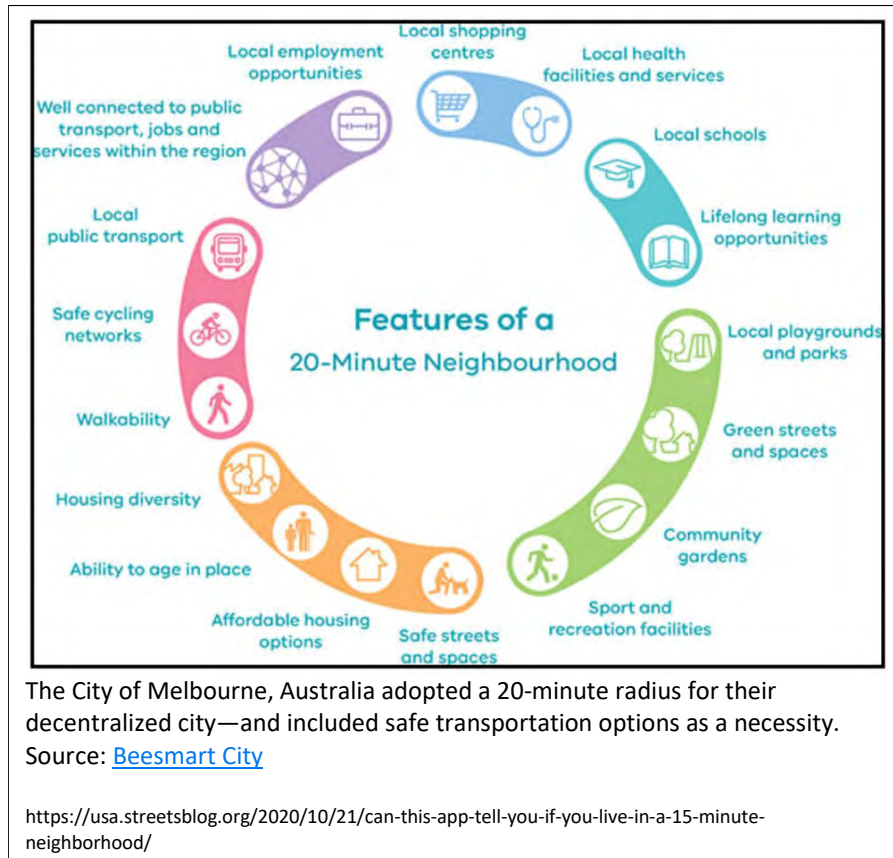 Local shopping
centres
Local health
facilities and services
Local schools
Lifelong learning
opportunities
Local playgrounds
and parks
Green streets
and spaces
Community
gardens
Sport and
recreation facilities
Safe streets
and spaces
Affordable housing
options
Ability to age in place
Housing diversity
Walkability
Safe cycling
networks
Local
public transport
Well connected to public
transport, jobs and
services within the region
Local employment
opportunities
Features of a
20-Minute Neighbourhood
The City of Melbourne, Australia adopted a 20-minute radius for their
decentralized city—and included safe transportation options as a necessity.
Source: Beesmart City
https://usa.streetsblog.org/2020/10/21/can-this-app-tell-you-if-you-live-in-a-15-minute-
neighborhood/